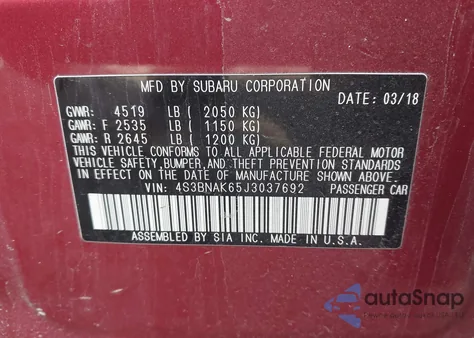 MFD BY SUBARU CORPORATION
DATE: 03/18
GVWR: 4519 LB ( 2050 KG)
GAWR: F 2535 LB ( 1150 KG)
GAWR: R 2645 LB ( 1200 KG)
THIS VEHICLE CONFORMS TO ALL APPLICABLE FEDERAL MOTOR
VEHICLE SAFETY, BUMPER, AND THEFT PREVENTION STANDARDS
IN EFFECT ON THE DATE OF MANUFACTURE SHOWN ABOVE.
VIN: 4S3BNAK65J3037692 PASSENGER CAR
ASSEMBLED BY SIA INC. MADE IN U.S.A.
autoSnap